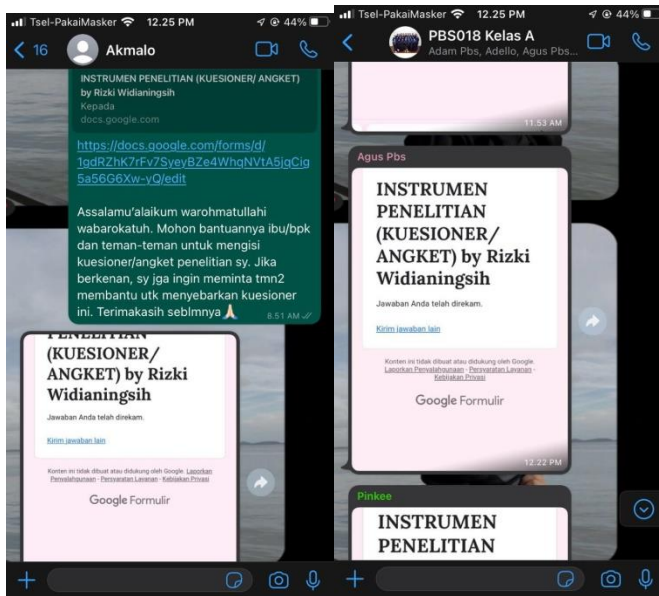 Tsel-PakaiMasker 12.25 PM 44%
16 Akmalo
INSTRUMEN PENELITIAN (KUESIONER/ ANGKET)
by Rizki Widianingsih
Kepada
docs.google.com
https://docs.google.com/forms/d/
1gdRZhK7rFv7SyeyBZe4WhqNVtA5jqCig
5a56G6Xw-yQ/edit
Assalamu'alaikum warohmatullahi
wabarokatuh. Mohon bantuannya ibu/bpk
dan teman-teman untuk mengisi
kuesioner/angket penelitian sy. Jika
berkenan, sy jga ingin meminta tmn2
membantu utk menyebarkan kuesioner
ini. Terimakasih seblmnya 🙏🏻
8.51 AM
PENELITIAN
(KUESIONER/
ANGKET) by Rizki
Widianingsih
Jawaban Anda telah direkam.
Kirim jawaban lain
Konten ini tidak dibuat atau didukung oleh Google. Laporkan
Penyalahgunaan - Persyaratan Layanan - Kebijakan Privasi
Google Formulir
Tsel-PakaiMasker 12.25 PM 44%
PBS018 Kelas A
Adam Pbs, Adello, Agus Pbs...
11.53 AM
Agus Pbs
INSTRUMEN
PENELITIAN
(KUESIONER/
ANGKET) by Rizki
Widianingsih
Jawaban Anda telah direkam.
Kirim jawaban lain
Konten ini tidak dibuat atau didukung oleh Google.
Laporkan Penyalahgunaan - Persyaratan Layanan -
Kebijakan Privasi
Google Formulir
12.22 PM
Pinkee
INSTRUMEN
PENELITIAN